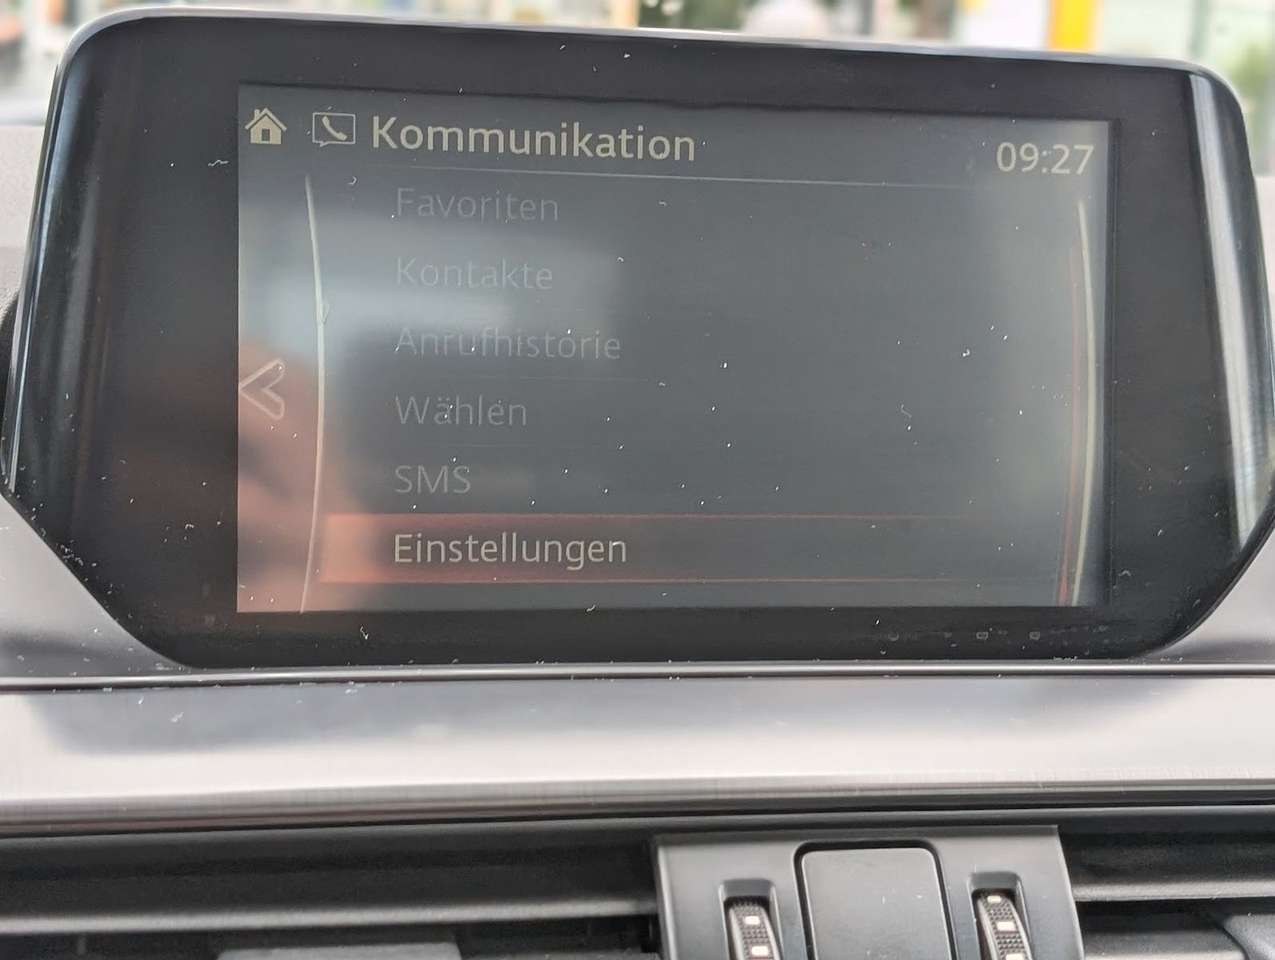 Kommunikation
09:27
Favoriten
Kontakte
Anrufhistorie
Wählen
SMS
Einstellungen